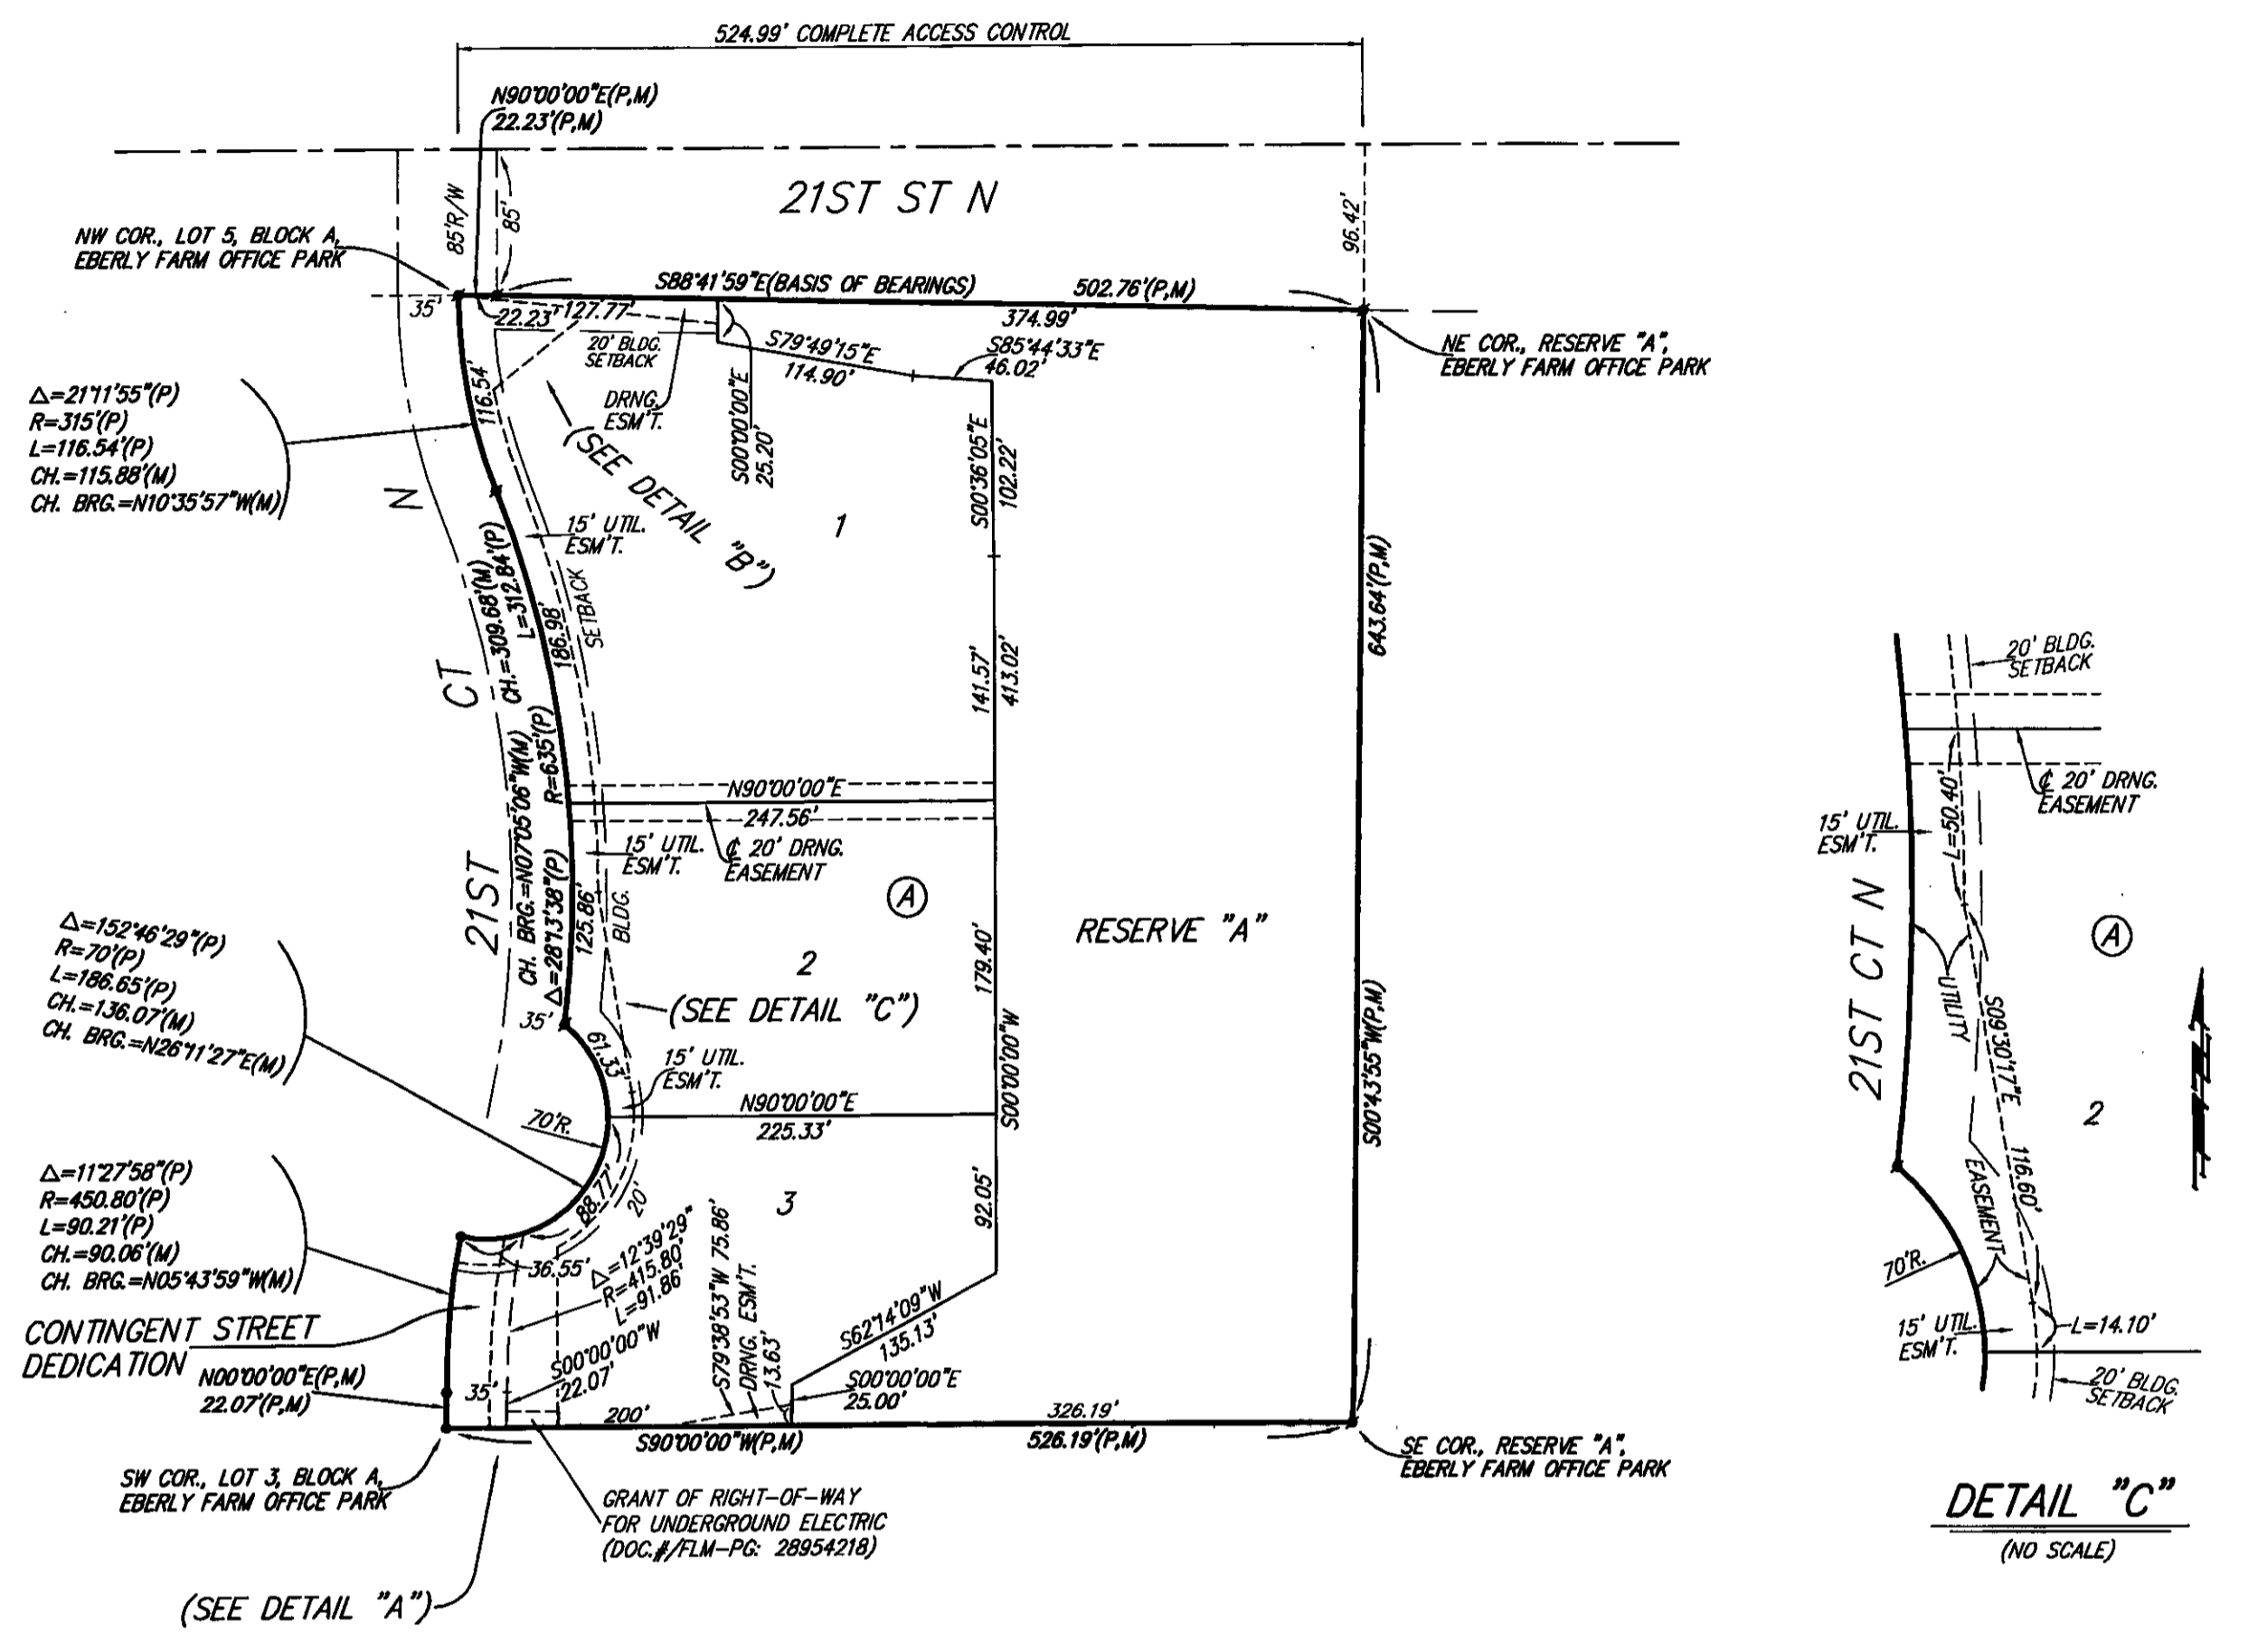 524.99' COMPLETE ACCESS CONTROL
N90°00'00"E(P,M)
22.23'(P,M)
21ST ST N
85'R/W
85'
96.42'
NW COR., LOT 5, BLOCK A,
EBERLY FARM OFFICE PARK
S88°41'59"E(BASIS OF BEARINGS)
502.76'(P,M)
35'
22.23'
127.77'
374.99'
20' BLDG.
SETBACK
S79°49'15"E
114.90'
S85°44'33"E
46.02'
NE COR., RESERVE "A",
EBERLY FARM OFFICE PARK
DRNG.
ESM'T.
S00°00'00"E
25.20'
116.54'
Δ=21°11'55"(P)
R=315'(P)
L=116.54'(P)
CH.=115.88'(M)
CH. BRG.=N10°35'57"W(M)
(SEE DETAIL "B")
S00°36'05"E
102.22'
N
1
15' UTIL.
ESM'T.
CH.=309.68'(M)
L=312.84'(P)
186.98'
SETBACK
CT
141.57'
413.02'
643.64'(P,M)
CH. BRG.=N07°05'06"W(M)
R=635'(P)
Δ=28°13'38"(P)
N90°00'00"E
247.56'
15' UTIL.
ESM'T.
℄ 20' DRNG.
EASEMENT
125.86'
BLDG.
21ST
A
2
RESERVE "A"
179.40'
(SEE DETAIL "C")
35'
61.33'
Δ=152°46'29"(P)
R=70'(P)
L=186.65'(P)
CH.=136.07'(M)
CH. BRG.=N26°11'27"E(M)
15' UTIL.
ESM'T.
S00°00'00"W
S00°43'55"W(P,M)
N90°00'00"E
225.33'
70'R.
88.77'
20'
3
92.05'
Δ=11°27'58"(P)
R=450.80'(P)
L=90.21'(P)
CH.=90.06'(M)
CH. BRG.=N05°43'59"W(M)
36.55'
Δ=12°39'29"
R=415.80'
L=91.86'
S79°38'53"W 75.86'
DRNG. ESM'T.
13.63'
S62°14'09"W
135.13'
CONTINGENT STREET
DEDICATION
N00°00'00"E(P,M)
22.07'(P,M)
35'
S00°00'00"W
22.07'
S00°00'00"E
25.00'
200'
326.19'
S90°00'00"W(P,M)
526.19'(P,M)
SW COR., LOT 3, BLOCK A,
EBERLY FARM OFFICE PARK
SE COR., RESERVE "A",
EBERLY FARM OFFICE PARK
GRANT OF RIGHT-OF-WAY
FOR UNDERGROUND ELECTRIC
(DOC.#/FLM-PG: 28954218)
(SEE DETAIL "A")
20' BLDG.
SETBACK
℄ 20' DRNG.
EASEMENT
15' UTIL.
ESM'T.
L=50.40'
21ST CT N
UTILITY
A
S09°30'17"E
116.60'
2
EASEMENT
70'R.
15' UTIL.
ESM'T.
L=14.10'
20' BLDG.
SETBACK
DETAIL "C"
(NO SCALE)